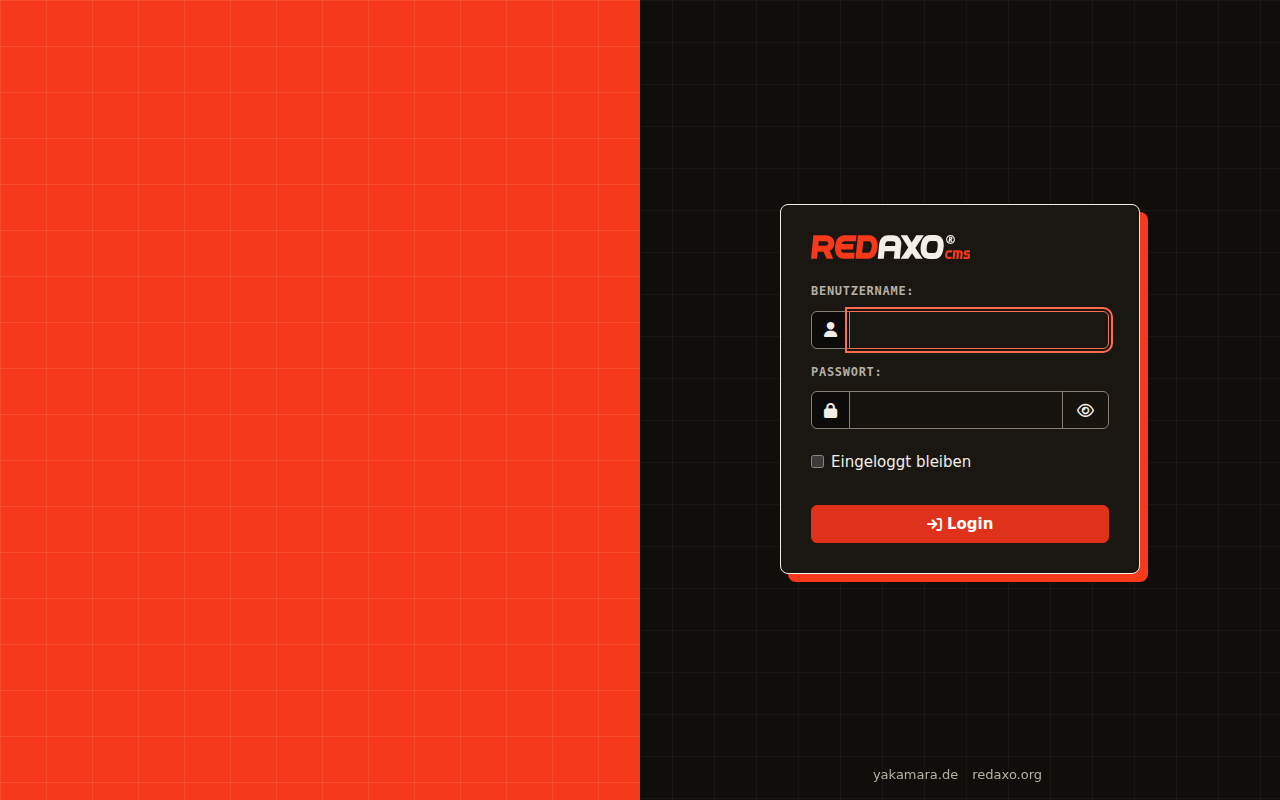 REDAXO® cms
BENUTZERNAME:
PASSWORT:
Eingeloggt bleiben
Login
yakamara.de redaxo.org